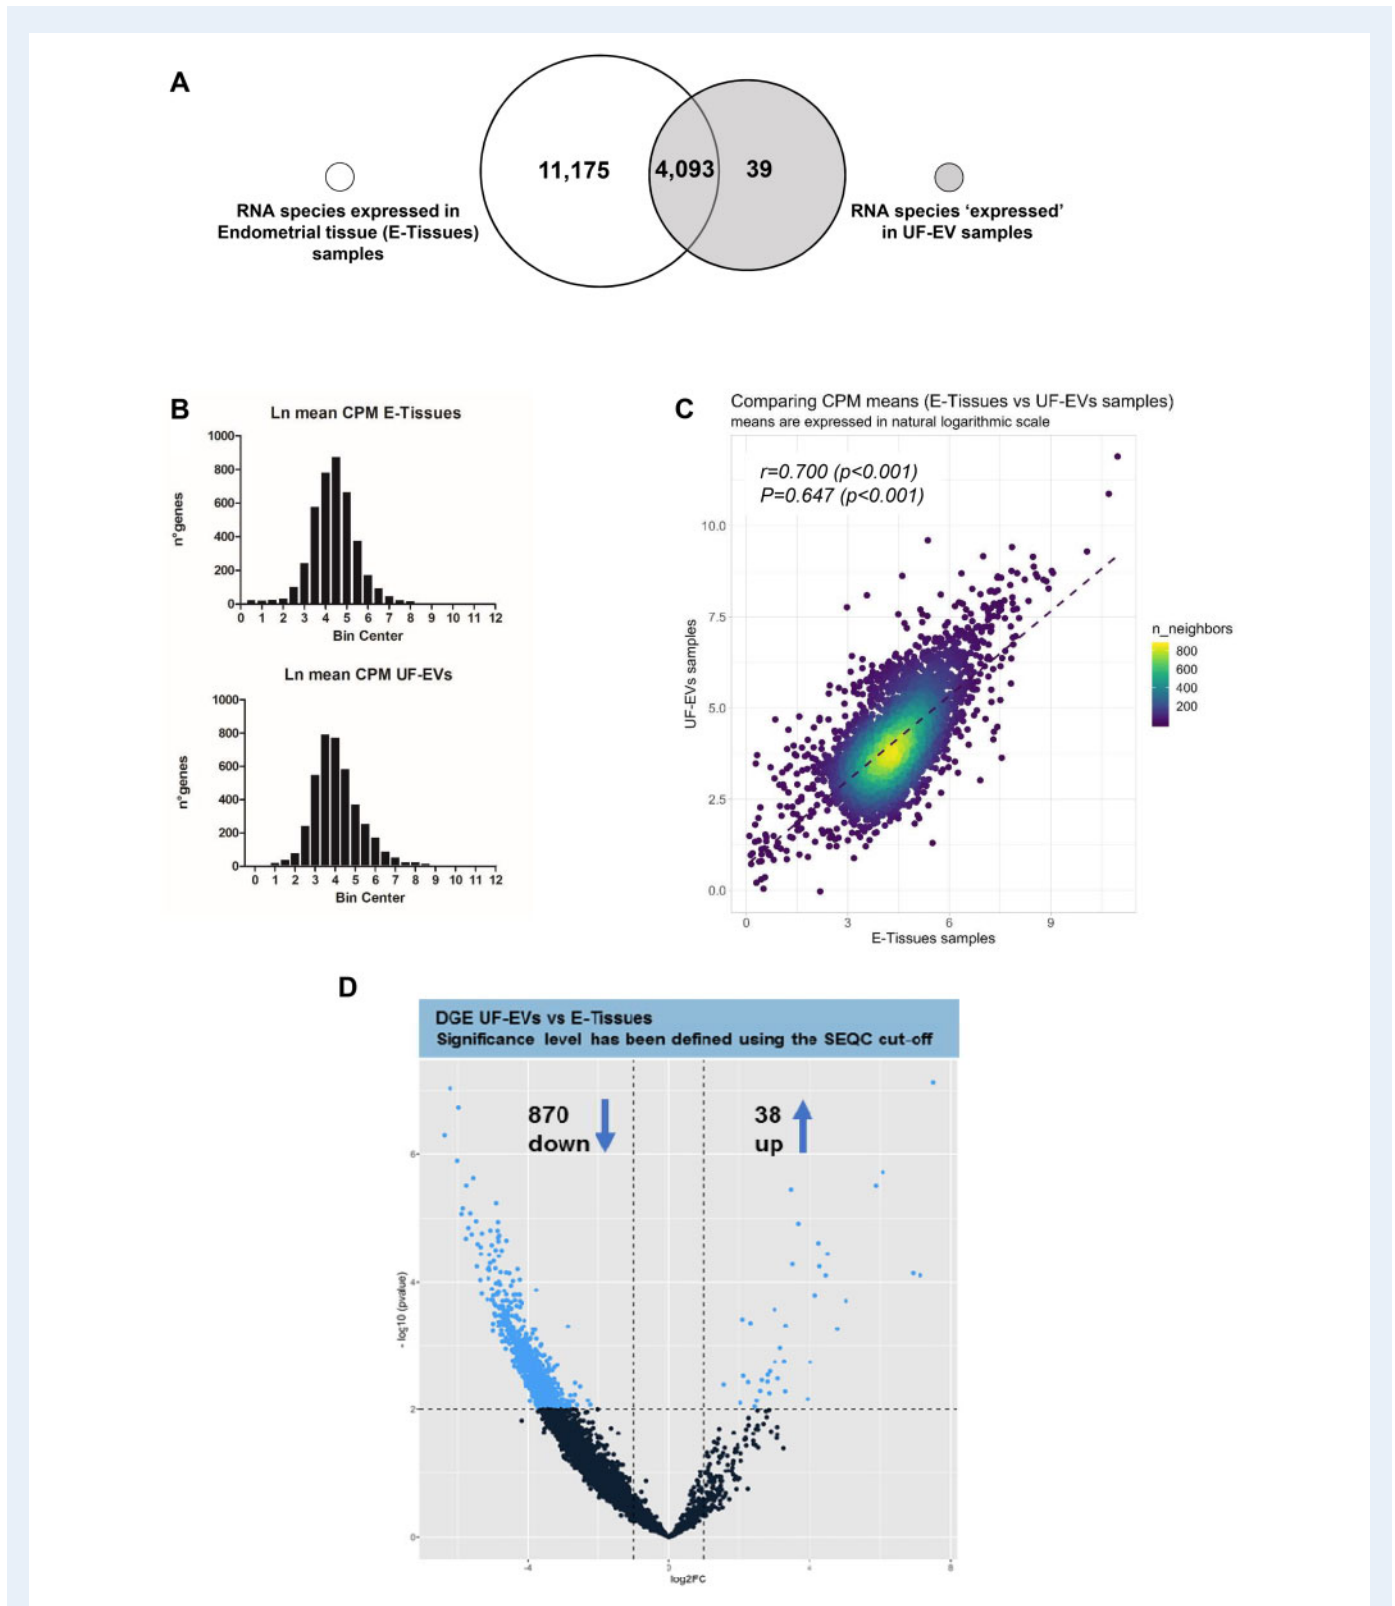 A
11,175
4,093
39
RNA species expressed in
Endometrial tissue (E-Tissues)
samples
RNA species ‘expressed’
in UF-EV samples
B
Ln mean CPM E-Tissues
1000
800
600
400
200
0
n°genes
0 1 2 3 4 5 6 7 8 9 10 11 12
Bin Center
Ln mean CPM UF-EVs
1000
800
600
400
200
0
n°genes
0 1 2 3 4 5 6 7 8 9 10 11 12
Bin Center
C
Comparing CPM means (E-Tissues vs UF-EVs samples)
means are expressed in natural logarithmic scale
r=0.700 (p<0.001)
P=0.647 (p<0.001)
10.0
7.5
5.0
2.5
0.0
UF-EVs samples
0 3 6 9
E-Tissues samples
n_neighbors
800
600
400
200
D
DGE UF-EVs vs E-Tissues
Significance level has been defined using the SEQC cut-off
870
down
38
up
6
4
2
0
- log10 (pvalue)
-4 0 4 8
log2FC